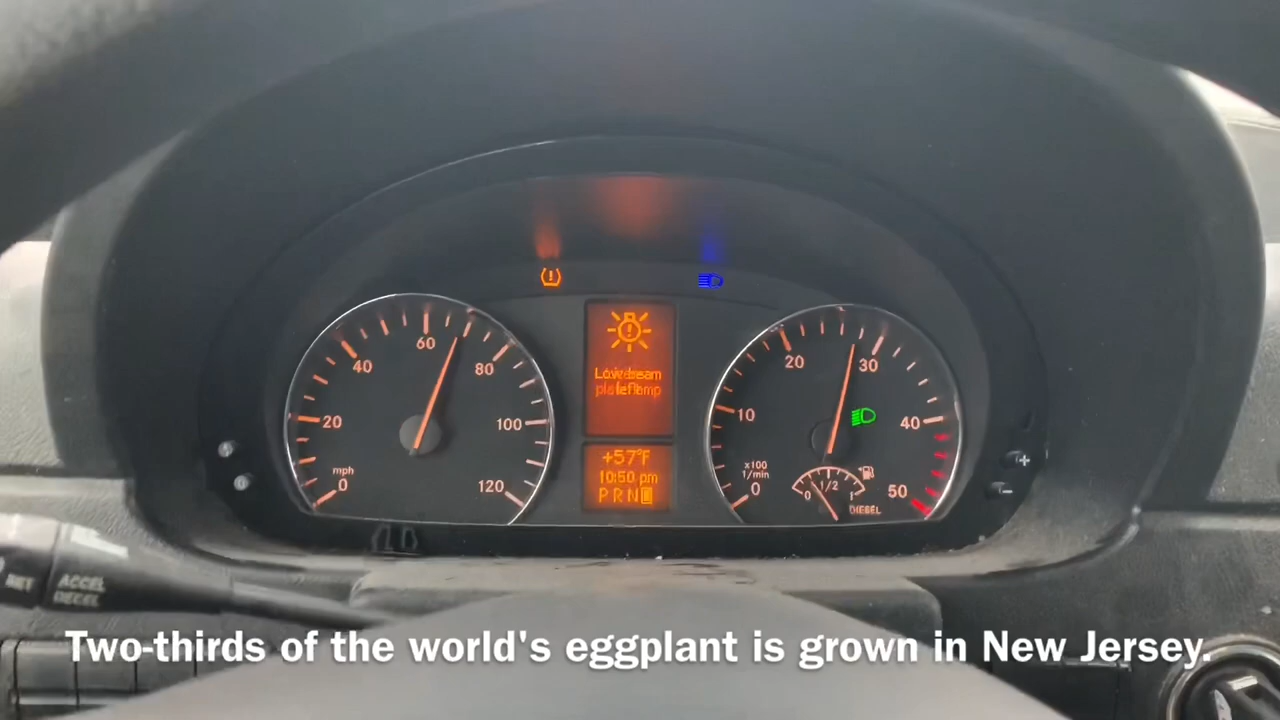 60
40
80
20
100
mph
0
120
+57°F
10:50 pm
P R N D
20
30
10
40
x100
1/min
0
50
0 1/2 1
DIESEL
SET
ACCEL
DECEL
+
-
Two-thirds of the world's eggplant is grown in New Jersey.